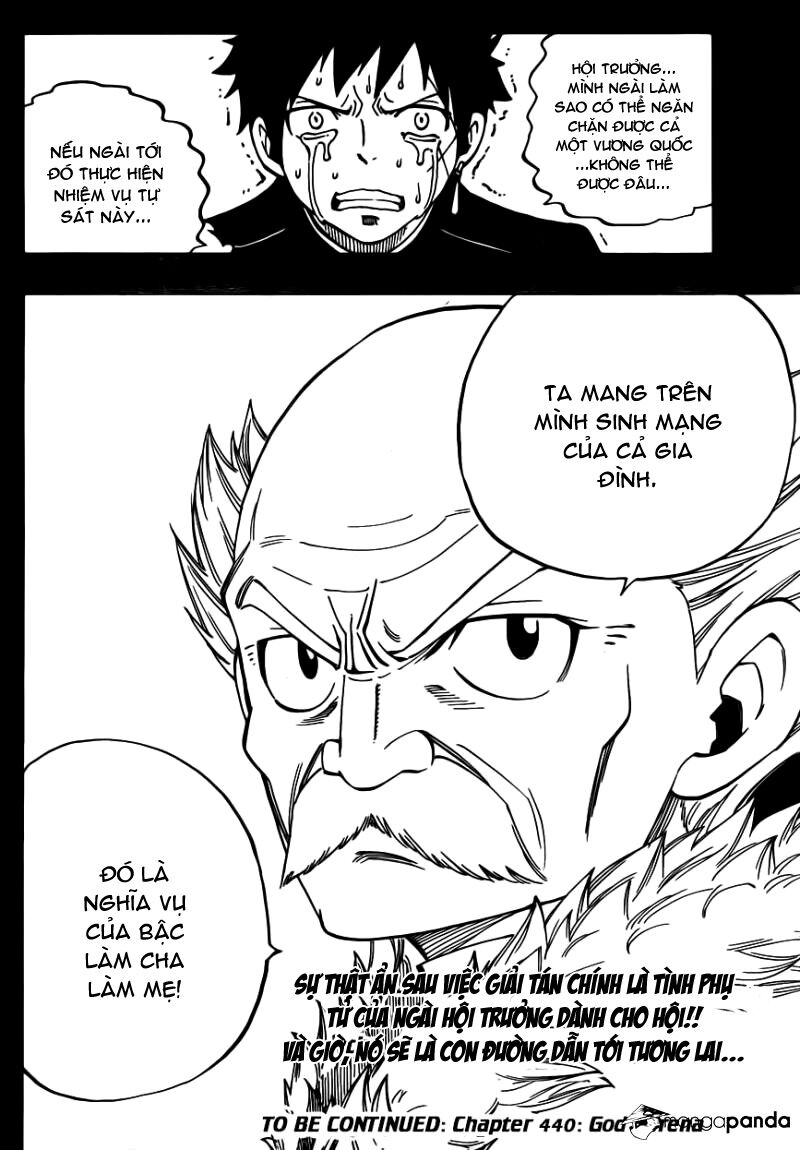 HỘI TRƯỞNG...
MÌNH NGÀI LÀM
SAO CÓ THỂ NGĂN
CHẶN ĐƯỢC CẢ
MỘT VƯƠNG QUỐC
...KHÔNG THỂ
ĐƯỢC ĐÂU...
NẾU NGÀI TỚI
ĐÓ THỰC HIỆN
NHIỆM VỤ TỰ
SÁT NÀY...
TA MANG TRÊN
MÌNH SINH MẠNG
CỦA CẢ GIA
ĐÌNH.
ĐÓ LÀ
NGHĨA VỤ
CỦA BẬC
LÀM CHA
LÀM MẸ!
SỰ THẬT ẨN SÂU VIỆC GIẢI TÁN CHÍNH LÀ TÌNH PHỤ
TỬ CỦA NGÀI HỘI TRƯỞNG DÀNH CHO HỘI!!
VÀ GIỜ, NÓ SẼ LÀ CON ĐƯỜNG DẪN TỚI TƯƠNG LAI...
TO BE CONTINUED: Chapter 440: God
mangapanda